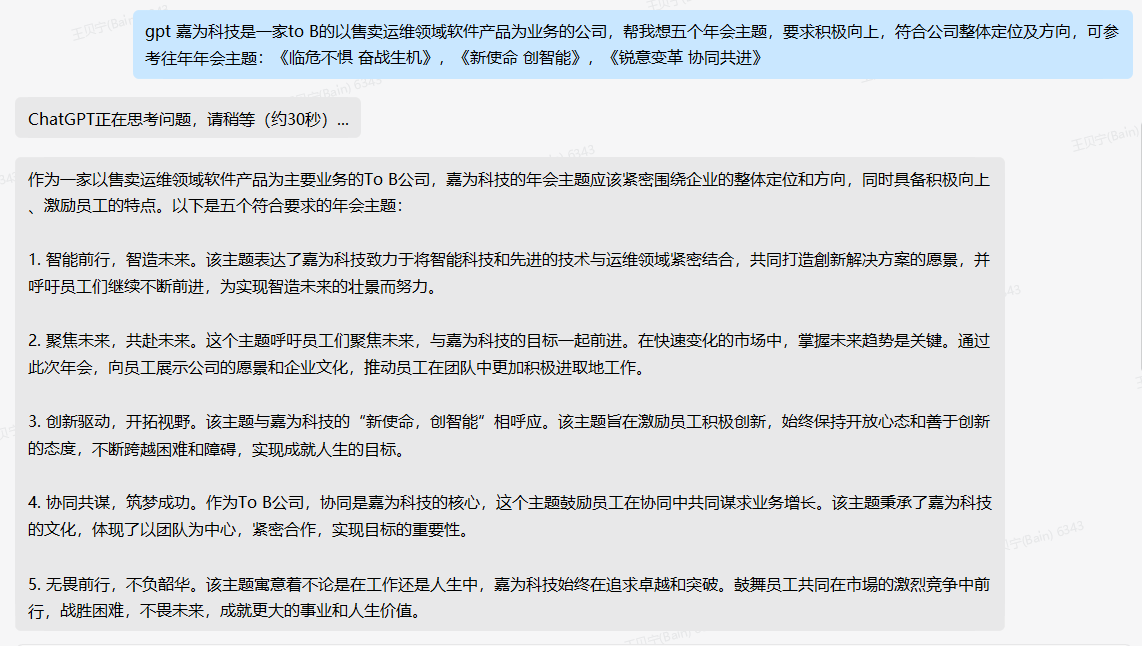 gpt 嘉为科技是一家to B的以售卖运维领域软件产品为业务的公司，帮我想五个年会主题，要求积极向上，符合公司整体定位及方向，可参
考往年年会主题：《临危不惧 奋战生机》，《新使命 创智能》，《锐意变革 协同共进》
ChatGPT正在思考问题，请稍等（约30秒）...
作为一家以售卖运维领域软件产品为主要业务的To B公司，嘉为科技的年会主题应该紧密围绕企业的整体定位和方向，同时具备积极向上
、激励员工的特点。以下是五个符合要求的年会主题：
1. 智能前行，智造未来。该主题表达了嘉为科技致力于将智能科技和先进的技术与运维领域紧密结合，共同打造創新解决方案的愿景，并
呼吁员工们继续不断前进，为实现智造未来的壮景而努力。
2. 聚焦未来，共赴未来。这个主题呼吁员工们聚焦未来，与嘉为科技的目标一起前进。在快速变化的市场中，掌握未来趋势是关键。通过
此次年会，向员工展示公司的愿景和企业文化，推动员工在团队中更加积极进取地工作。
3. 创新驱动，开拓视野。该主题与嘉为科技的“新使命，创智能”相呼应。该主题旨在激励员工积极创新，始终保持开放心态和善于创新
的态度，不断跨越困难和障碍，实现成就人生的目标。
4. 协同共谋，筑梦成功。作为To B公司，协同是嘉为科技的核心，这个主题鼓励员工在协同中共同谋求业务增长。该主题秉承了嘉为科技
的文化，体现了以团队为中心，紧密合作，实现目标的重要性。
5. 无畏前行，不负韶华。该主题寓意着不论是在工作还是人生中，嘉为科技始终在追求卓越和突破。鼓舞员工共同在市場的激烈竞争中前
行，战胜困难，不畏未来，成就更大的事业和人生价值。
王贝宁(Bain) 6343